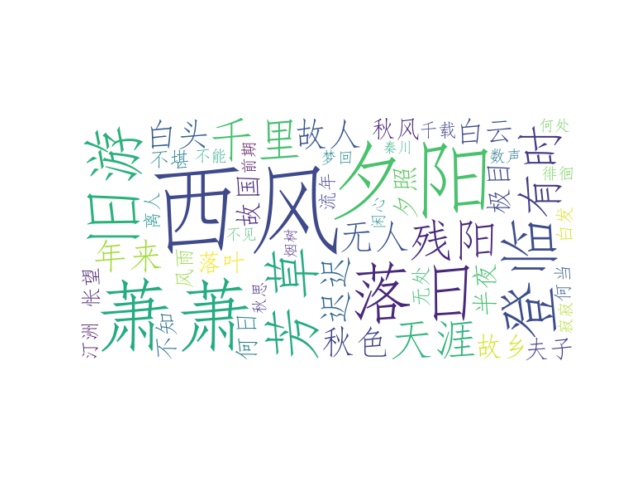 旧游
白头
千里
故人
秋风
千载
白云
何处
不堪
不能
前期
梦回
秦川
数声
徘徊
离人
西风
故国
流年
夕阳
夕照
心困
极目
有时
白发
年来
风雨
落叶
不见
烟树
无人
残阳
登临
汀洲
怅望
萧萧
不知
何日
秋思
芳草
迟迟
落日
无处
半夜
何当
寂寂
秋色
天涯
故乡
夫子